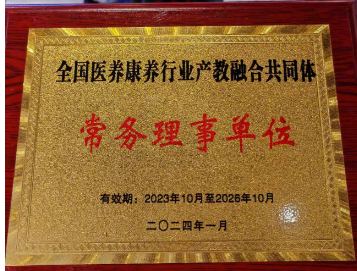 全国医养康养行业产教融合共同体
常务理事单位
有效期：2023年10月至2026年10月
二〇二四年一月